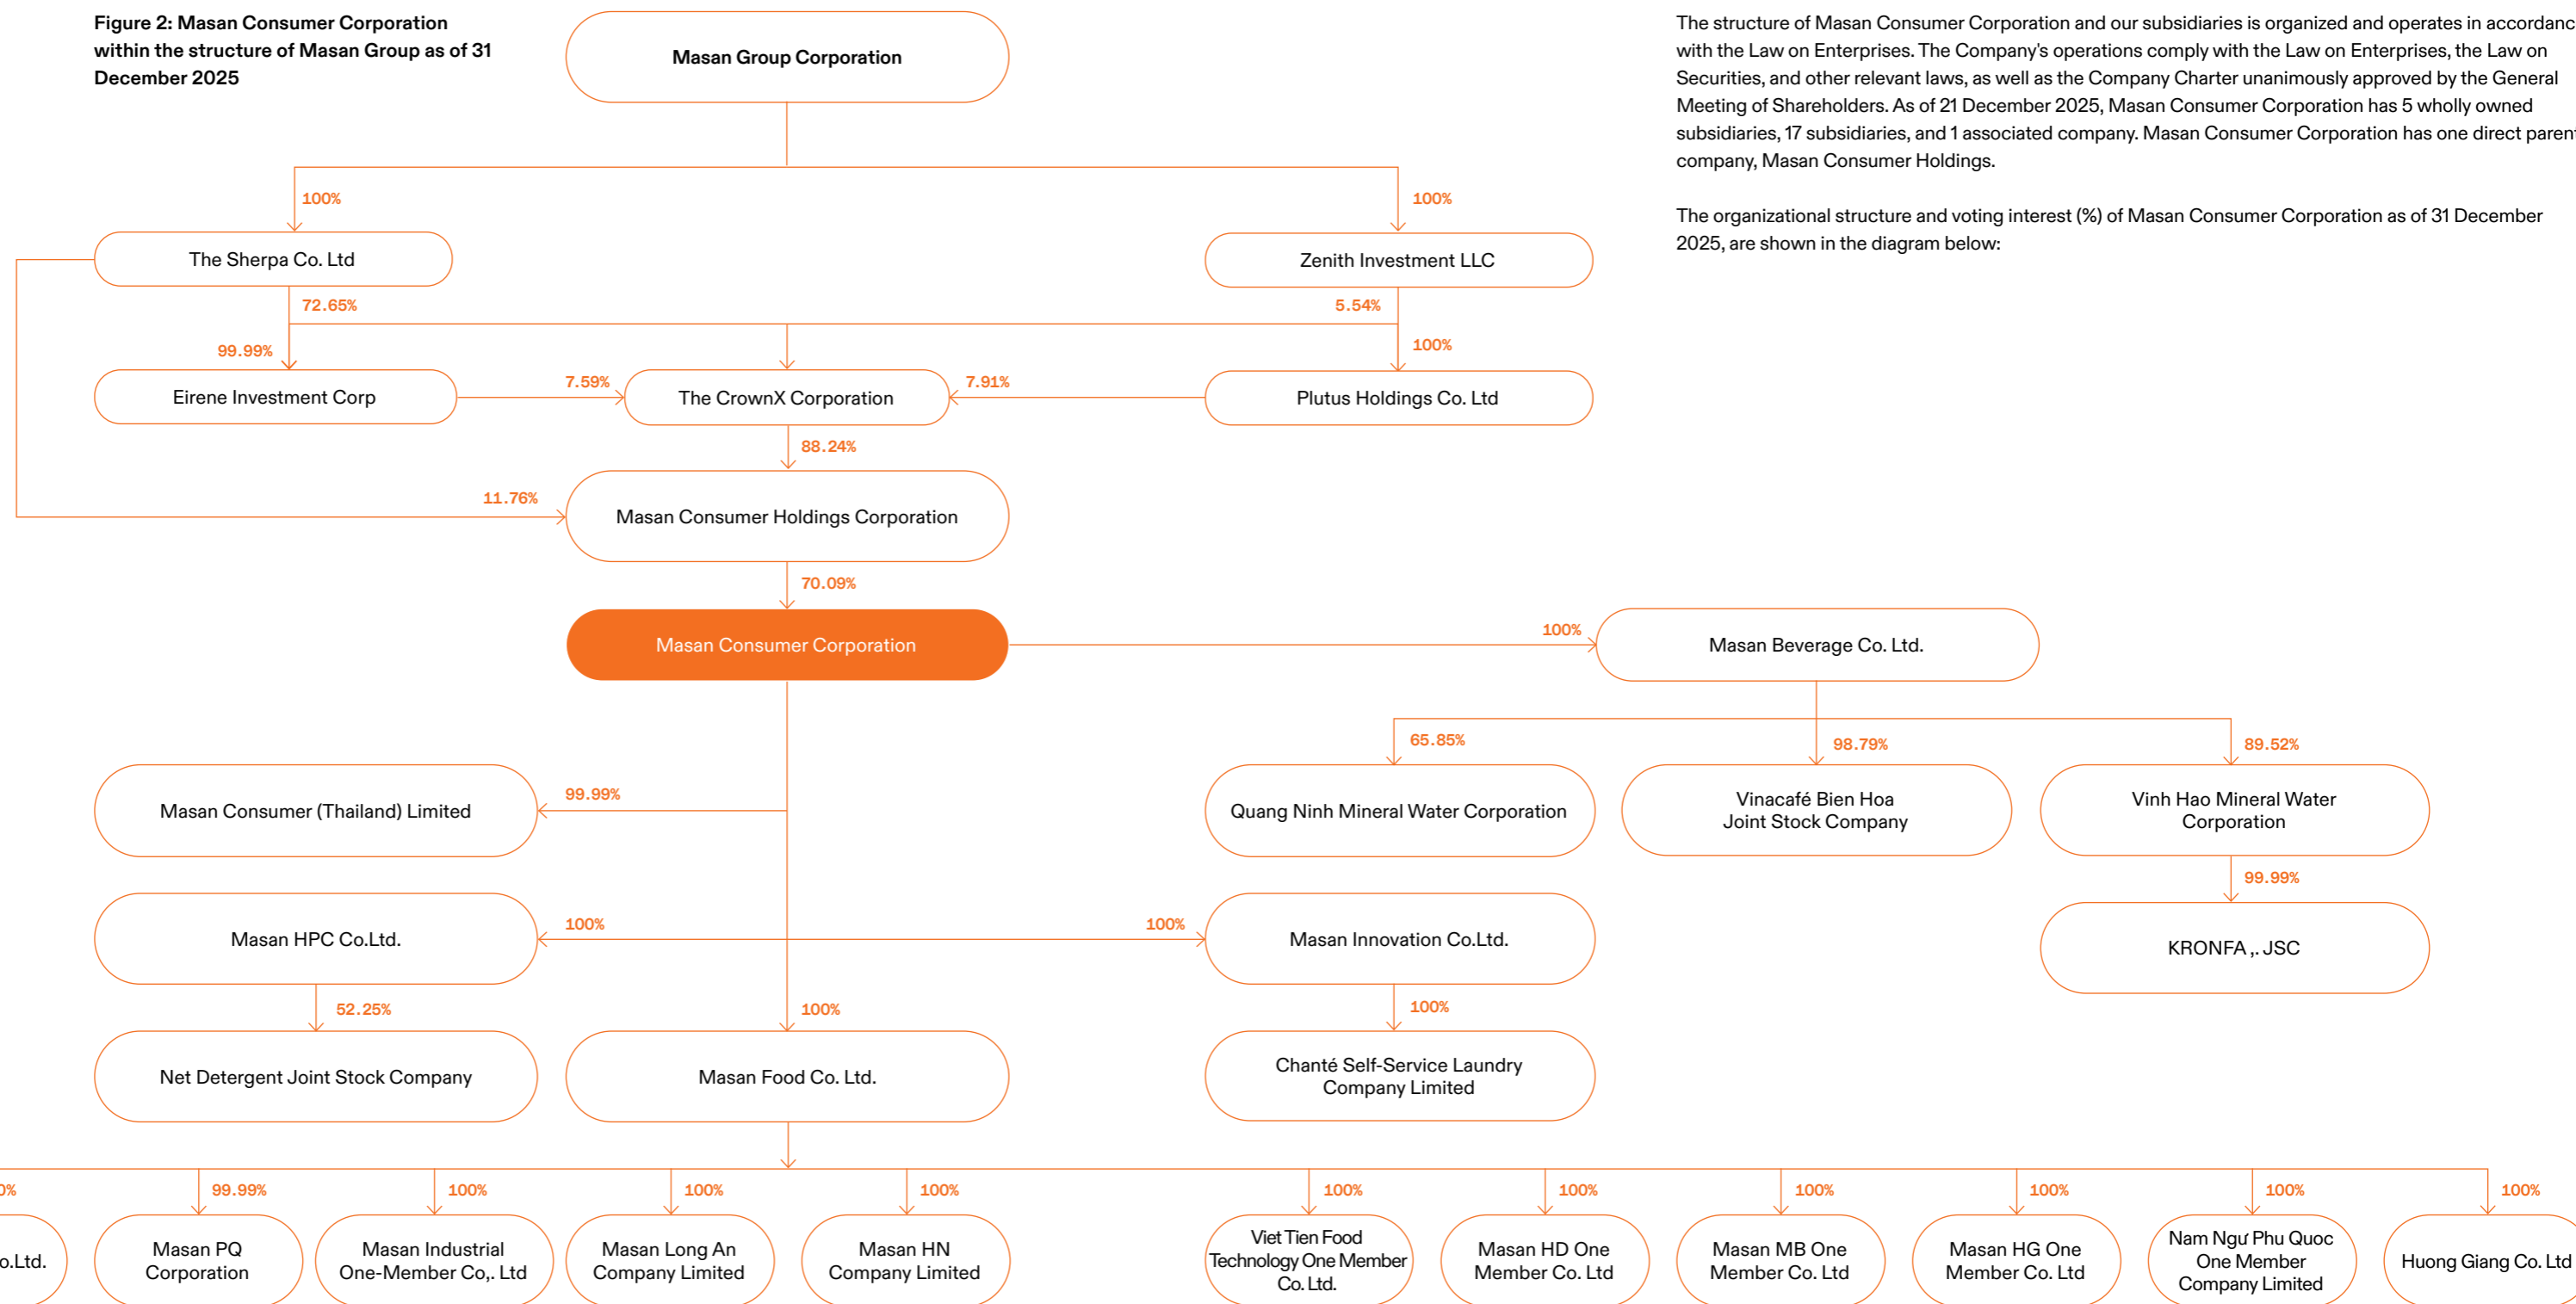 Figure 2: Masan Consumer Corporation
within the structure of Masan Group as of 31
December 2025
Masan Group Corporation
The structure of Masan Consumer Corporation and our subsidiaries is organized and operates in
with the Law on Enterprises. The Company's operations comply with the Law on Enterprises, the Law on
Securities, and other relevant laws, as well as the Company Charter unanimously approved by the General
Meeting of Shareholders. As of 21 December 2025, Masan Consumer Corporation has 5 wholly owned
subsidiaries, 17 subsidiaries, and 1 associated company. Masan Consumer Corporation has one direct parent
company, Masan Consumer Holdings.
The organizational structure and voting interest (%) of Masan Consumer Corporation as of 31 December
2025, are shown in the diagram below:
100%
100%
The Sherpa Co. Ltd
Zenith Investment LLC
72.65%
5.54%
99.99%
100%
Eirene Investment Corp
7.59%
The CrownX Corporation
7.91%
Plutus Holdings Co. Ltd
88.24%
11.76%
Masan Consumer Holdings Corporation
70.09%
Masan Consumer Corporation
100%
Masan Beverage Co. Ltd.
65.85%
98.79%
89.52%
Masan Consumer (Thailand) Limited
99.99%
Quang Ninh Mineral Water Corporation
Vinacafé Bien Hoa
Joint Stock Company
Vinh Hao Mineral Water
Corporation
99.99%
Masan HPC Co.Ltd.
100%
100%
Masan Innovation Co.Ltd.
KRONFA ,. JSC
52.25%
100%
100%
Net Detergent Joint Stock Company
Masan Food Co. Ltd.
Chanté Self-Service Laundry
Company Limited
0%
99.99%
100%
100%
100%
100%
100%
100%
100%
100%
100%
o.Ltd.
Masan PQ
Corporation
Masan Industrial
One-Member Co,. Ltd
Masan Long An
Company Limited
Masan HN
Company Limited
Viet Tien Food
Technology One Member
Co. Ltd.
Masan HD One
Member Co. Ltd
Masan MB One
Member Co. Ltd
Masan HG One
Member Co. Ltd
Nam Ngư Phu Quoc
One Member
Company Limited
Huong Giang Co. Ltd